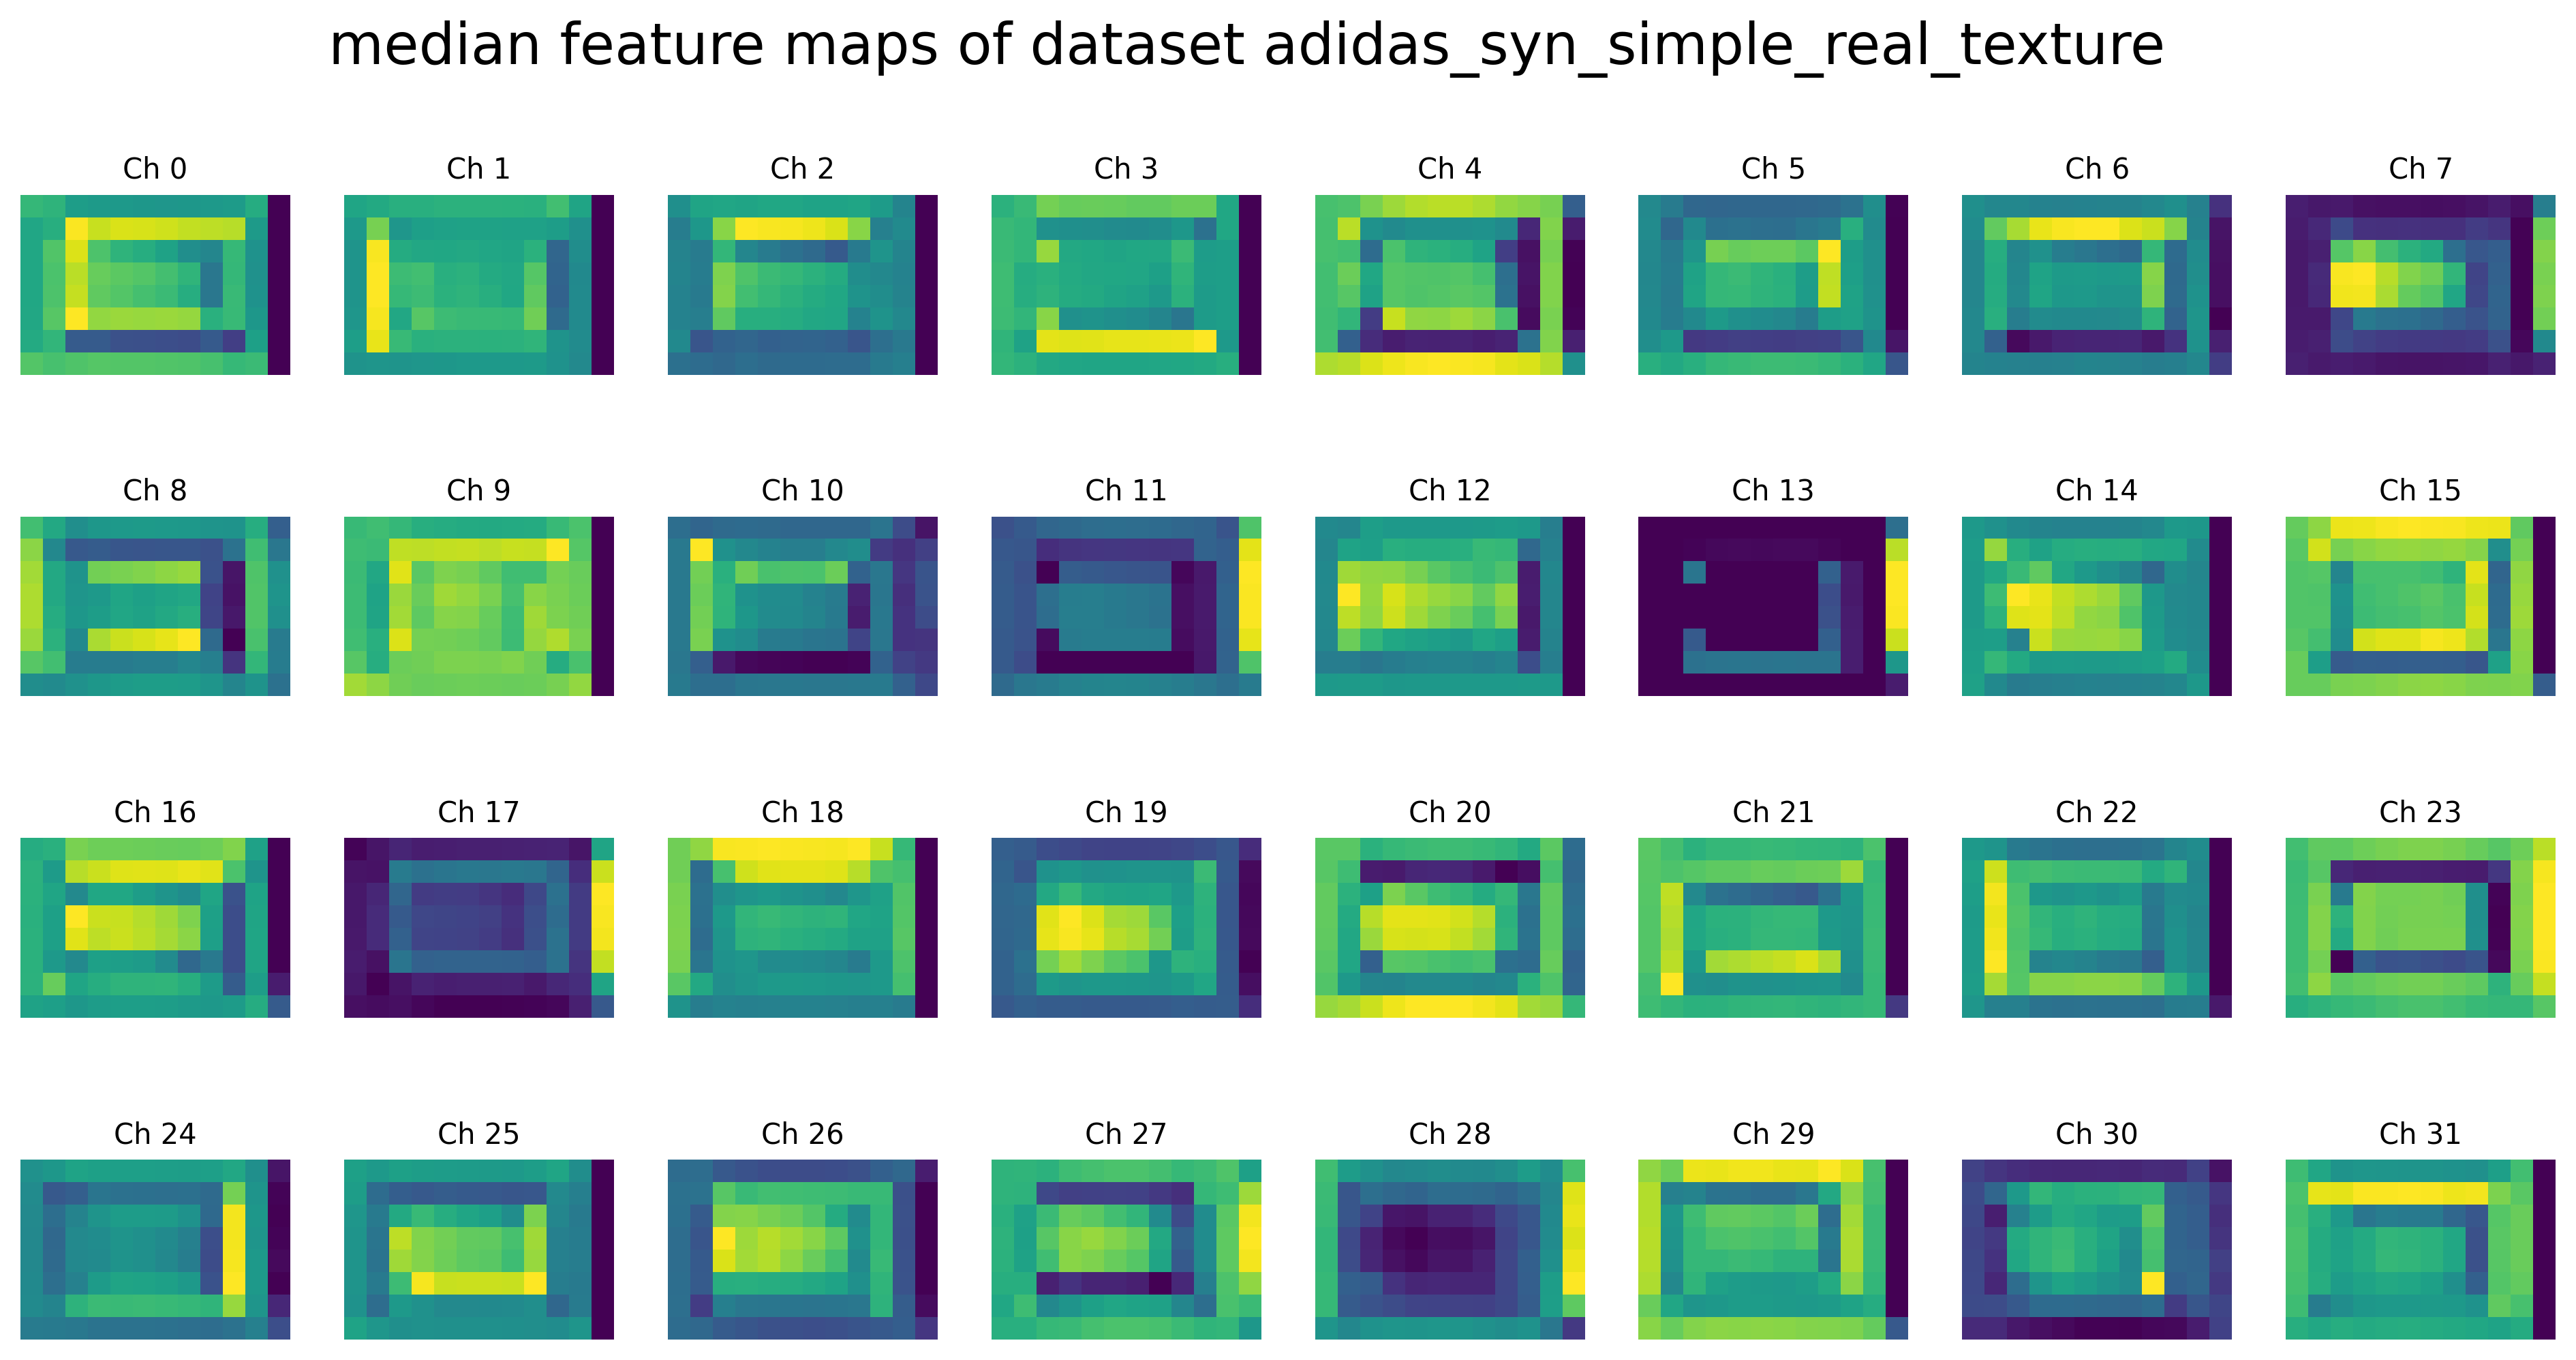 median feature maps of dataset adidas_syn_simple_real_texture
Ch 0 Ch 1 Ch 2 Ch 3 Ch 4 Ch 5 Ch 6 Ch 7
Ch 8 Ch 9 Ch 10 Ch 11 Ch 12 Ch 13 Ch 14 Ch 15
Ch 16 Ch 17 Ch 18 Ch 19 Ch 20 Ch 21 Ch 22 Ch 23
Ch 24 Ch 25 Ch 26 Ch 27 Ch 28 Ch 29 Ch 30 Ch 31